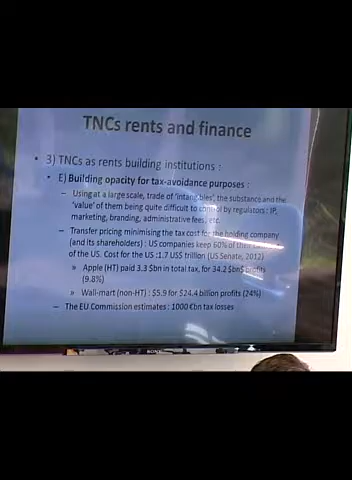 TNCs rents and finance
3) TNCs as rents building institutions :
E) Building opacity for tax-avoidance purposes :
Using at a large scale, trade of 'intangibles', the substance and the
'value' of them being quite difficult to control by regulators : IP,
marketing, branding, administrative fees, etc.
Transfer pricing minimising the tax cost for the holding company
(and its shareholders) : US companies keep 60% of their
of the US. Cost for the US :1.7 US$ trillion (US Senate, 2012)
» Apple (HT) paid 3.3 $bn in total tax, for 34.2 $bn$ profits
(9.8%)
» Wall-mart (non-HT) : $5.9 for $24.4 billion profits (24%)
The EU Commission estimates : 1000 €bn tax losses